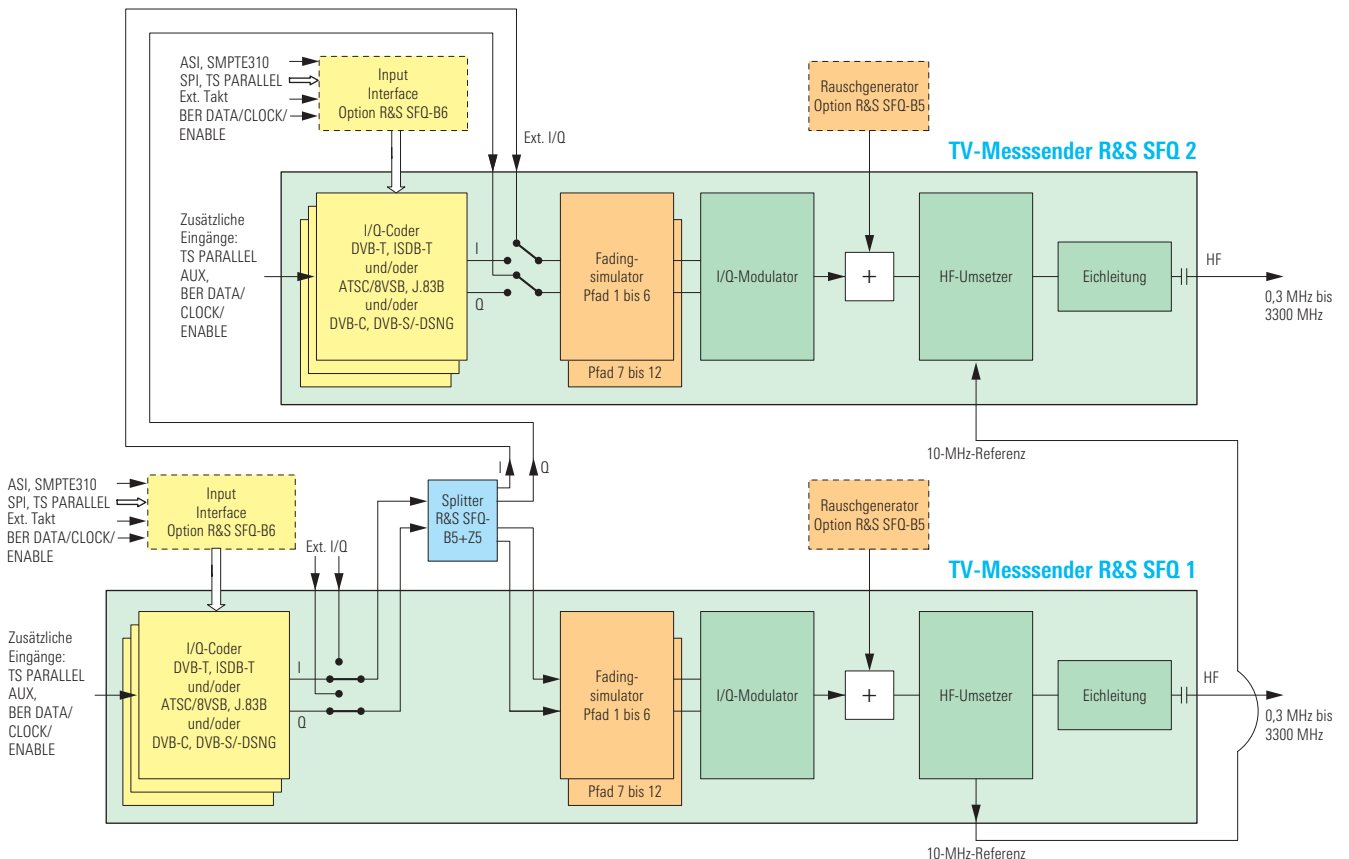 ASI, SMPTE310
SPI, TS PARALLEL
Ext. Takt
BER DATA/CLOCK/
ENABLE
Input
Interface
Option R&S SFQ-B6
Ext. I/Q
Rauschgenerator
Option R&S SFQ-B5
TV-Messsender R&S SFQ 2
Zusätzliche
Eingänge:
TS PARALLEL
AUX,
BER DATA/
CLOCK/
ENABLE
I/Q-Coder
DVB-T, ISDB-T
und/oder
ATSC/8VSB, J.83B
und/oder
DVB-C, DVB-S/-DSNG
I
Q
Fading-
simulator
Pfad 1 bis 6
Pfad 7 bis 12
I/Q-Modulator
+
HF-Umsetzer
Eichleitung
HF
0,3 MHz bis
3300 MHz
10-MHz-Referenz
ASI, SMPTE310
SPI, TS PARALLEL
Ext. Takt
BER DATA/CLOCK/
ENABLE
Input
Interface
Option R&S SFQ-B6
Ext. I/Q
I
Q
Splitter
R&S SFQ-
B5+Z5
Rauschgenerator
Option R&S SFQ-B5
TV-Messsender R&S SFQ 1
Zusätzliche
Eingänge:
TS PARALLEL
AUX,
BER DATA/
CLOCK/
ENABLE
I/Q-Coder
DVB-T, ISDB-T
und/oder
ATSC/8VSB, J.83B
und/oder
DVB-C, DVB-S/-DSNG
I
Q
Fading-
simulator
Pfad 1 bis 6
Pfad 7 bis 12
I/Q-Modulator
+
HF-Umsetzer
Eichleitung
HF
0,3 MHz bis
3300 MHz
10-MHz-Referenz